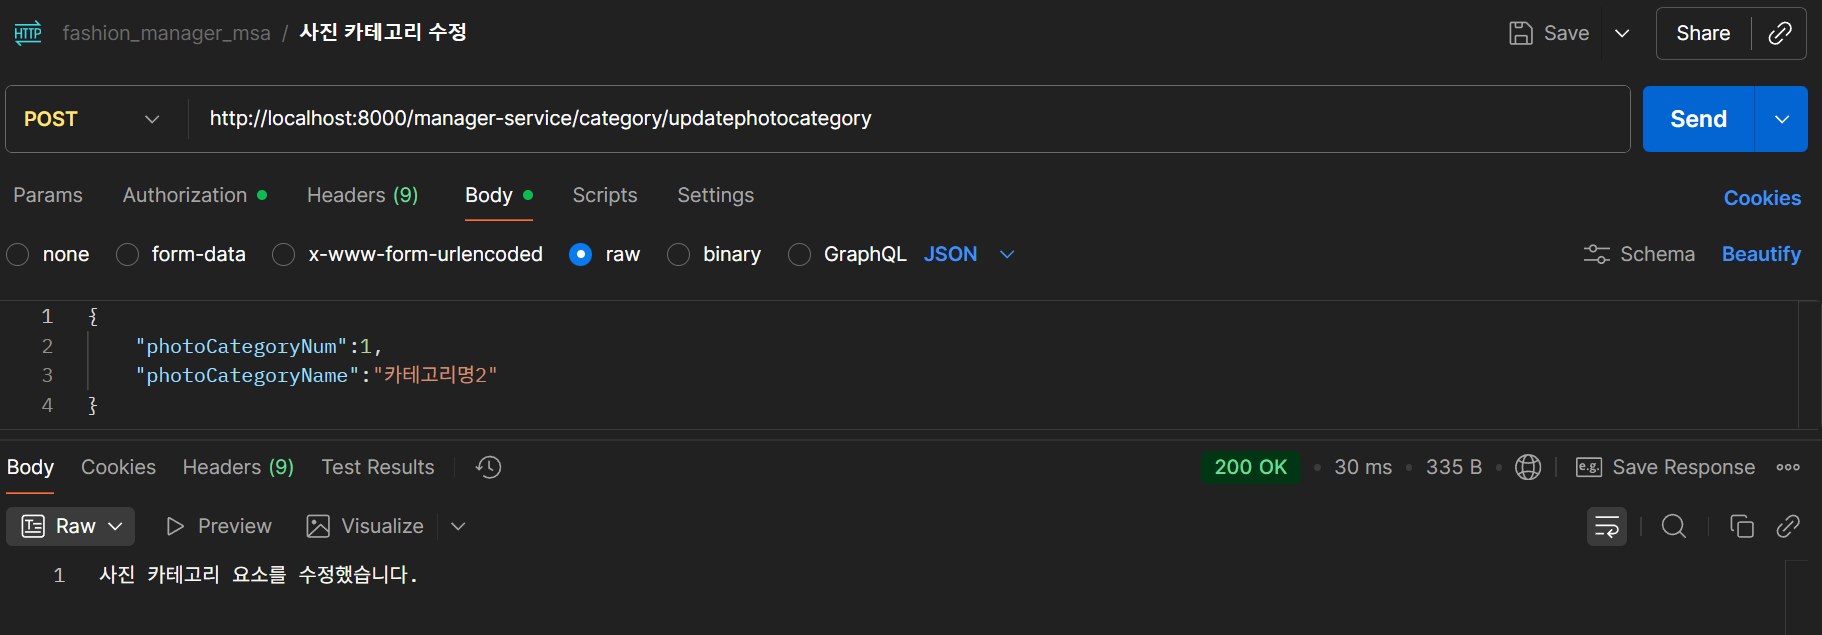 HTTP fashion_manager_msa / 사진 카테고리 수정 Save Share
POST http://localhost:8000/manager-service/category/updatephotocategory Send
Params Authorization Headers (9) Body Scripts Settings Cookies
none form-data x-www-form-urlencoded raw binary GraphQL JSON Schema Beautify
1 {
2 "photoCategoryNum":1,
3 "photoCategoryName":"카테고리명2"
4 }
Body Cookies Headers (9) Test Results 200 OK • 30 ms • 335 B • e.g. Save Response
Raw Preview Visualize
1 사진 카테고리 요소를 수정했습니다.